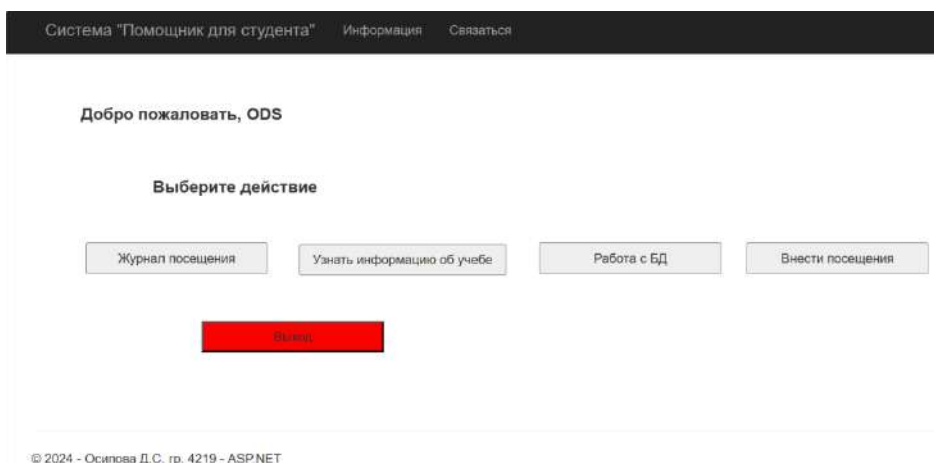 Система "Помощник для студента" Информация Связаться
Добро пожаловать, ODS
Выберите действие
Журнал посещения Узнать информацию об учебе Работа с БД Внести посещения
Выход
© 2024 - Осипова Д.С. гр. 4219 - ASP.NET